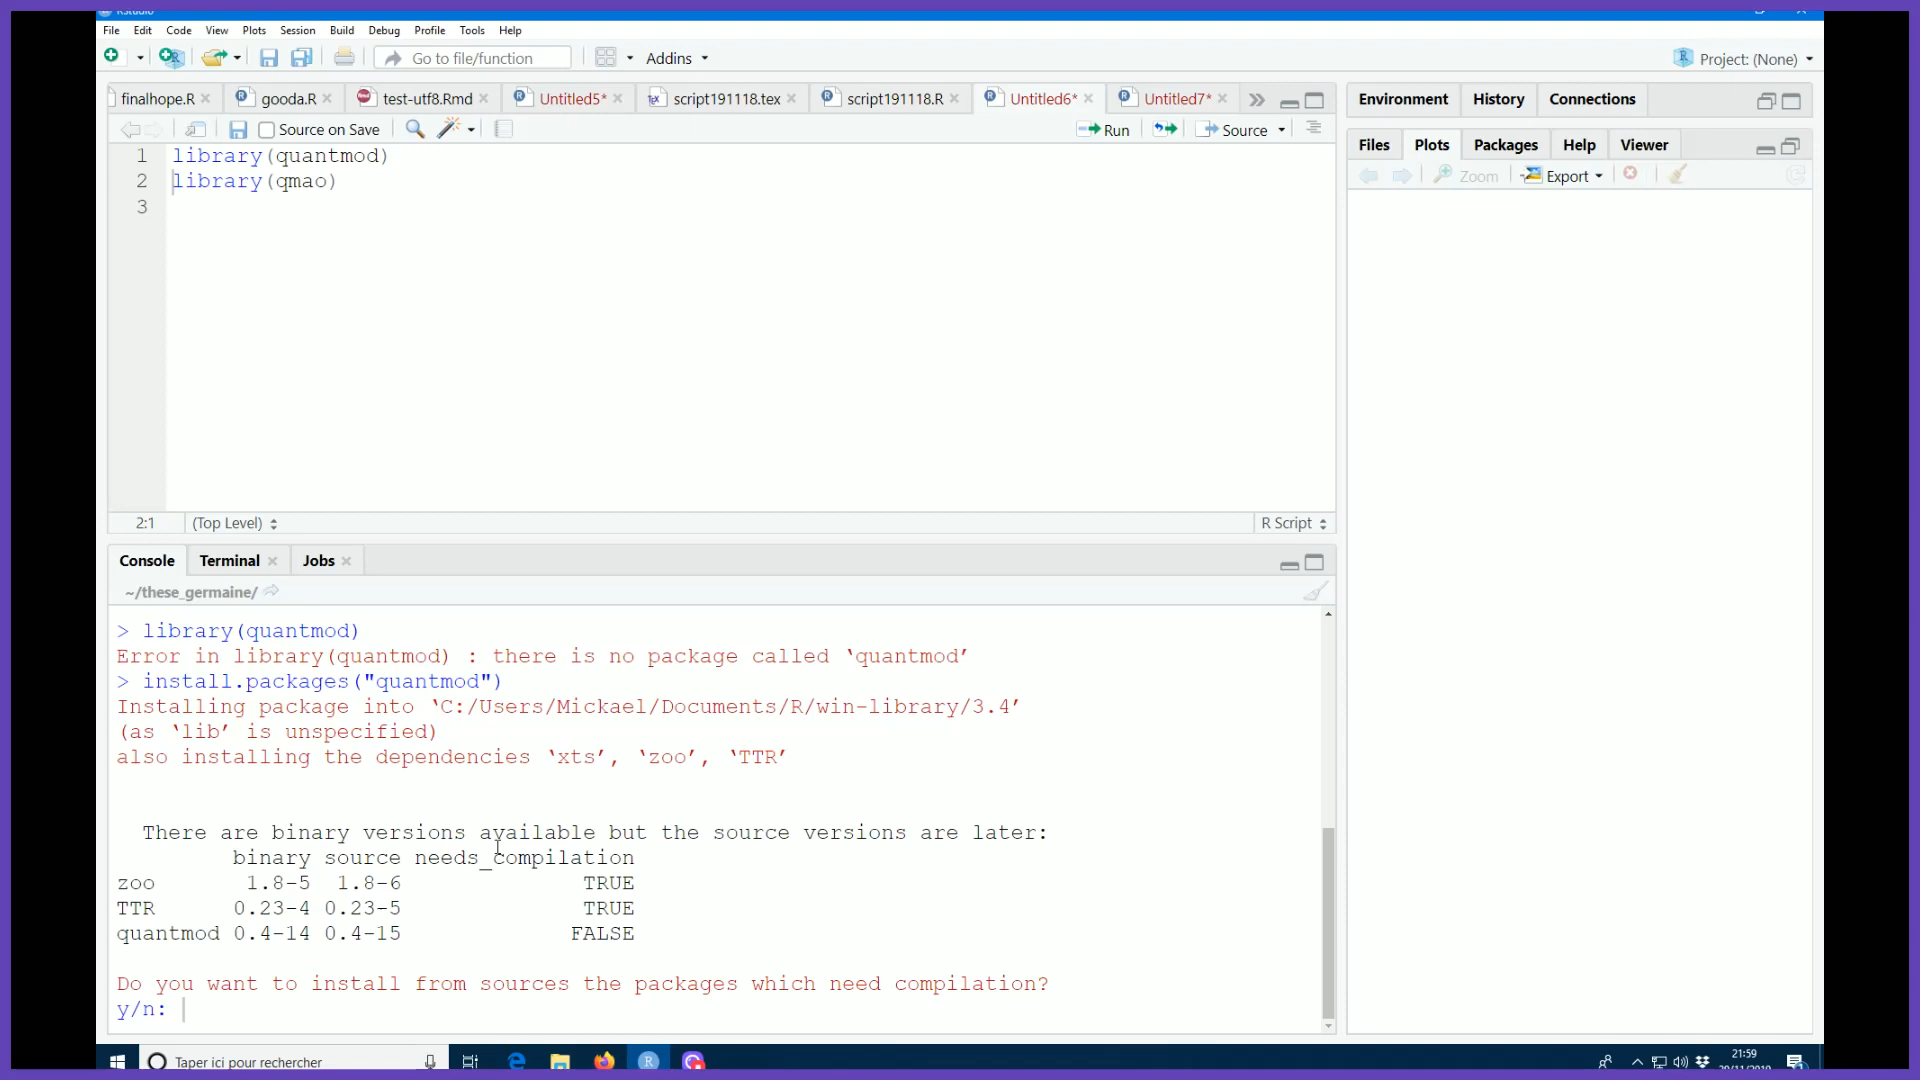 RStudio
File Edit Code View Plots Session Build Debug Profile Tools Help
Go to file/function Addins Project: (None)
finalhope.R gooda.R test-utf8.Rmd Untitled5* script191118.tex script191118.R Untitled6* Untitled7*
Source on Save Run Source
1 library(quantmod)
2 library(qmao)
3
2:1 (Top Level) R Script
Environment History Connections
Files Plots Packages Help Viewer
Zoom Export
Console Terminal Jobs
~/these_germaine/
> library(quantmod)
Error in library(quantmod) : there is no package called ‘quantmod’
> install.packages("quantmod")
Installing package into ‘C:/Users/Mickael/Documents/R/win-library/3.4’
(as ‘lib’ is unspecified)
also installing the dependencies ‘xts’, ‘zoo’, ‘TTR’
There are binary versions available but the source versions are later:
binary source needs_compilation
zoo 1.8-5 1.8-6 TRUE
TTR 0.23-4 0.23-5 TRUE
quantmod 0.4-14 0.4-15 FALSE
Do you want to install from sources the packages which need compilation?
y/n:
Taper ici pour rechercher
21:59